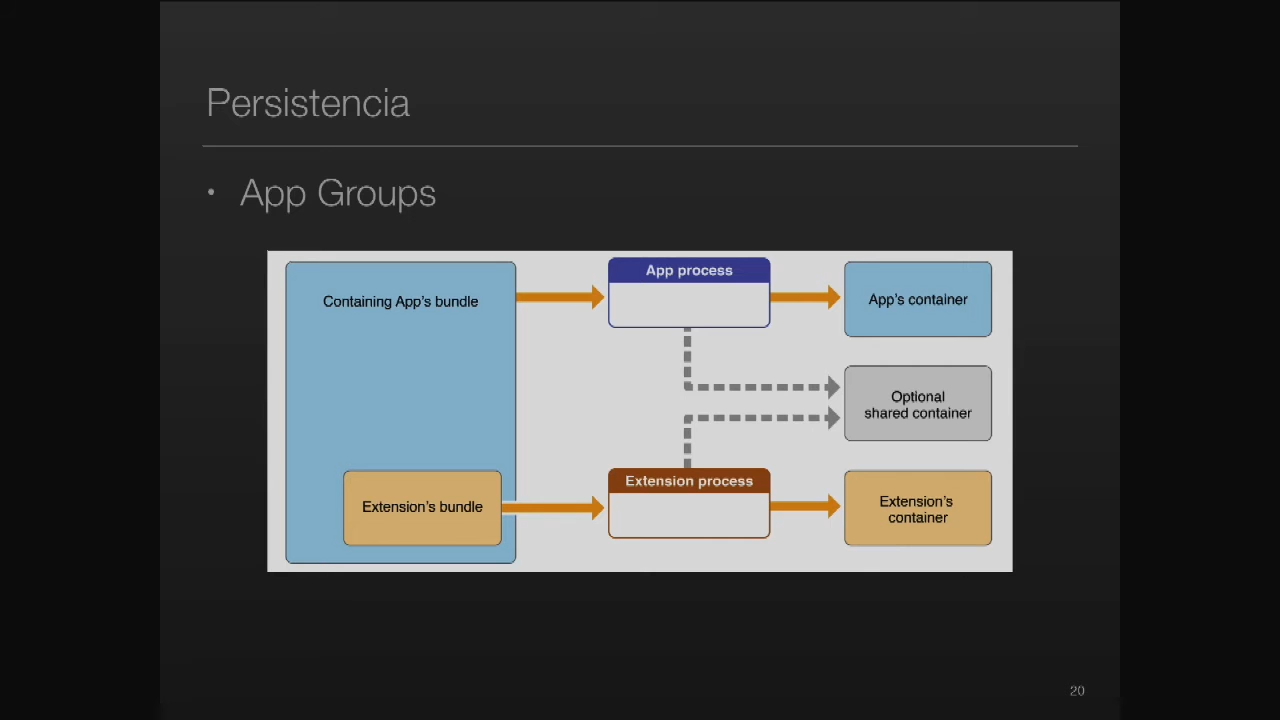 Persistencia
• App Groups
Containing App's bundle
App process
App's container
Optional
shared container
Extension's bundle
Extension process
Extension's
container
20